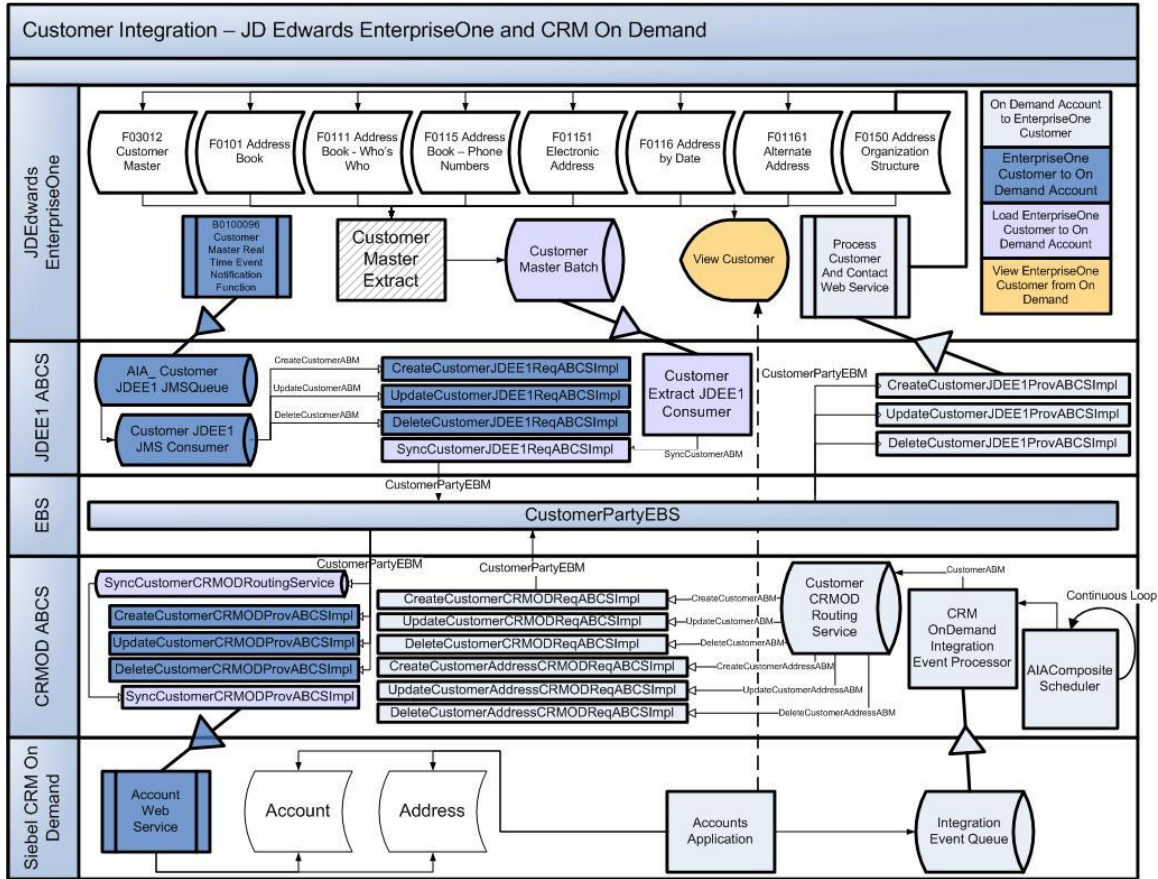 Customer Integration – JD Edwards EnterpriseOne and CRM On Demand
JDEdwards
EnterpriseOne
F03012
Customer
Master
F0101 Address
Book
F0111 Address
Book - Who's
Who
F0115 Address
Book – Phone
Numbers
F01151
Electronic
Address
F0116 Address
by Date
F01161
Alternate
Address
F0150 Address
Organization
Structure
On Demand Account
to EnterpriseOne
Customer
EnterpriseOne
Customer to On
Demand Account
Load EnterpriseOne
Customer to On
Demand Account
View EnterpriseOne
Customer from On
Demand
B0100096
Customer
Master Real
Time Event
Notification
Function
Customer
Master
Extract
Customer
Master Batch
View Customer
Process
Customer
And Contact
Web Service
JDEE1 ABCS
AIA_ Customer
JDEE1 JMSQueue
Customer JDEE1
JMS Consumer
CreateCustomerABM
UpdateCustomerABM
DeleteCustomerABM
CreateCustomerJDEE1ReqABCSImpl
UpdateCustomerJDEE1ReqABCSImpl
DeleteCustomerJDEE1ReqABCSImpl
SyncCustomerJDEE1ReqABCSImpl
Customer
Extract JDEE1
Consumer
SyncCustomerABM
CustomerPartyEBM
CreateCustomerJDEE1ProvABCSImpl
UpdateCustomerJDEE1ProvABCSImpl
DeleteCustomerJDEE1ProvABCSImpl
CustomerPartyEBM
EBS
CustomerPartyEBS
CRMOD ABCS
CustomerPartyEBM
CustomerPartyEBM
SyncCustomerCRMODRoutingService
CreateCustomerCRMODProvABCSImpl
UpdateCustomerCRMODProvABCSImpl
DeleteCustomerCRMODProvABCSImpl
SyncCustomerCRMODProvABCSImpl
CreateCustomerCRMODReqABCSImpl
UpdateCustomerCRMODReqABCSImpl
DeleteCustomerCRMODReqABCSImpl
CreateCustomerAddressCRMODReqABCSImpl
UpdateCustomerAddressCRMODReqABCSImpl
DeleteCustomerAddressCRMODReqABCSImpl
CreateCustomerABM
UpdateCustomerABM
DeleteCustomerABM
CreateCustomerAddressABM
UpdateCustomerAddressABM
DeleteCustomerAddressABM
Customer
CRMOD
Routing
Service
CustomerABM
CRM
OnDemand
Integration
Event Processor
Continuous Loop
AIAComposite
Scheduler
Siebel CRM On
Demand
Account
Web
Service
Account
Address
Accounts
Application
Integration
Event Queue